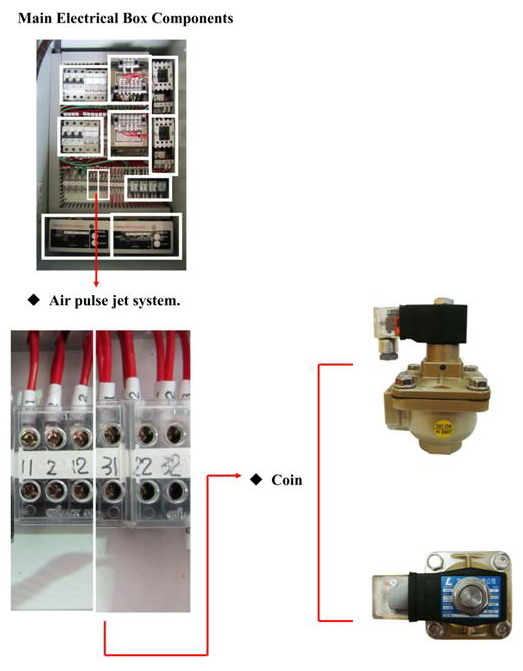 Main Electrical Box Components
◆ Air pulse jet system.
11 2 12 31 22 32
◆ Coin